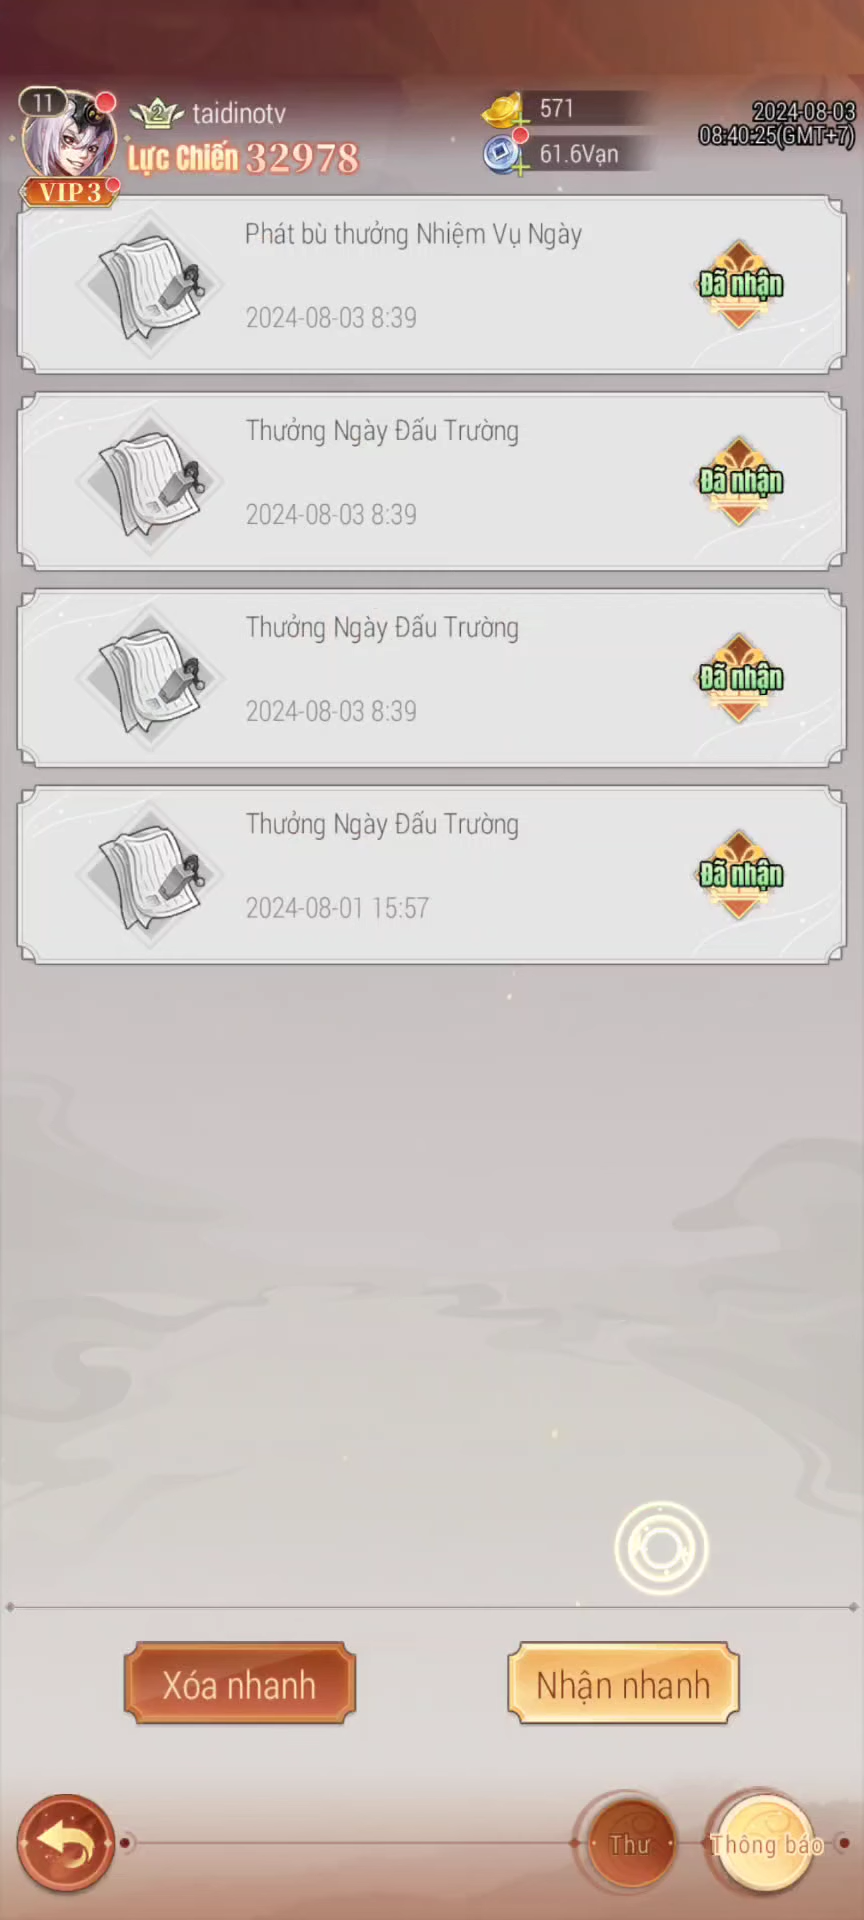 11
2
taidinotv
Lực Chiến 32978
VIP 3
571
61.6Vạn
2024-08-03
08:40:25(GMT+7)
Phát bù thưởng Nhiệm Vụ Ngày
2024-08-03 8:39
Đã nhận
Thưởng Ngày Đấu Trường
2024-08-03 8:39
Đã nhận
Thưởng Ngày Đấu Trường
2024-08-03 8:39
Đã nhận
Thưởng Ngày Đấu Trường
2024-08-01 15:57
Đã nhận
Xóa nhanh
Nhận nhanh
Thư
Thông báo